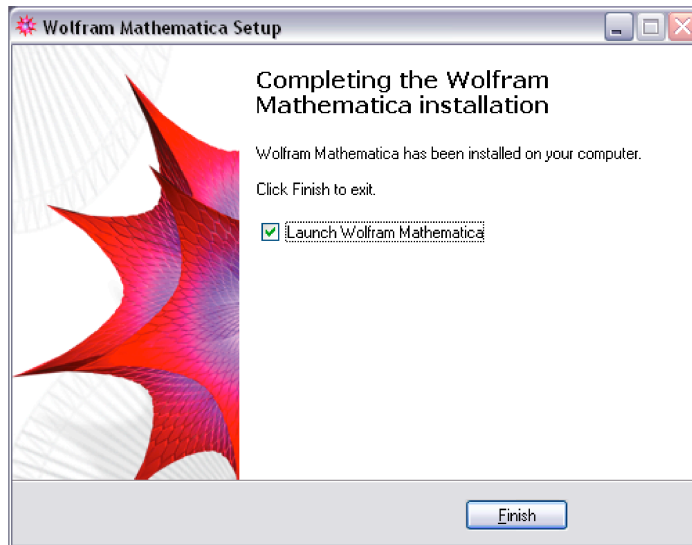 Wolfram Mathematica Setup
Completing the Wolfram
Mathematica installation
Wolfram Mathematica has been installed on your computer.
Click Finish to exit.
Launch Wolfram Mathematica
Finish